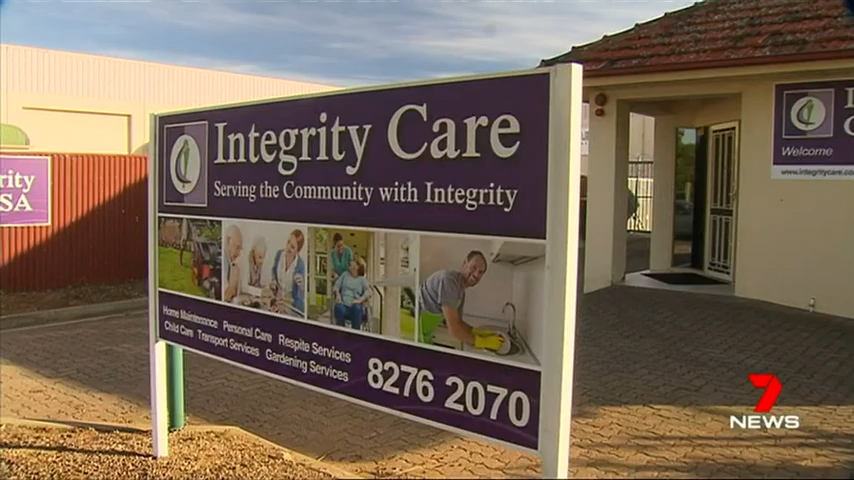 Integrity Care
Serving the Community with Integrity
Home Maintenance Personal Care Respite Services
Child Care Transport Services Gardening Services
8276 2070
rity
SA
Welcome
www.integritycare.co
7
NEWS